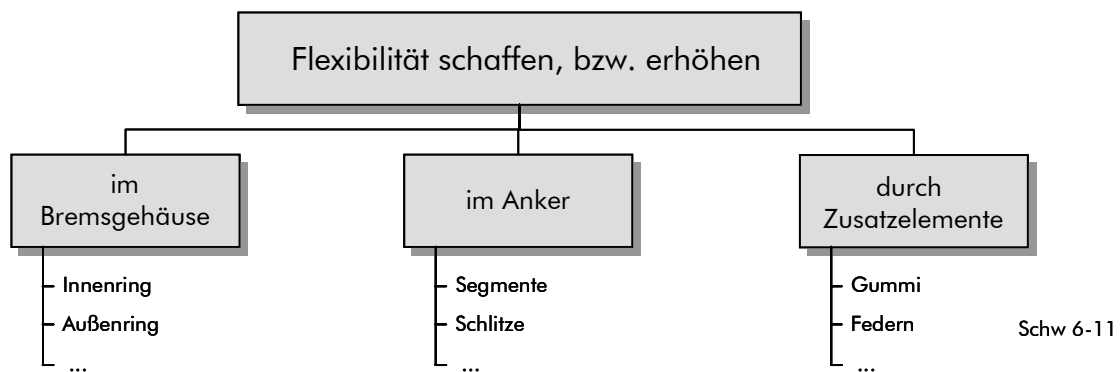 Flexibilität schaffen, bzw. erhöhen
im
Bremsgehäuse
Innenring
Außenring
...
im Anker
Segmente
Schlitze
...
durch
Zusatzelemente
Gummi
Federn
...
Schw 6-11